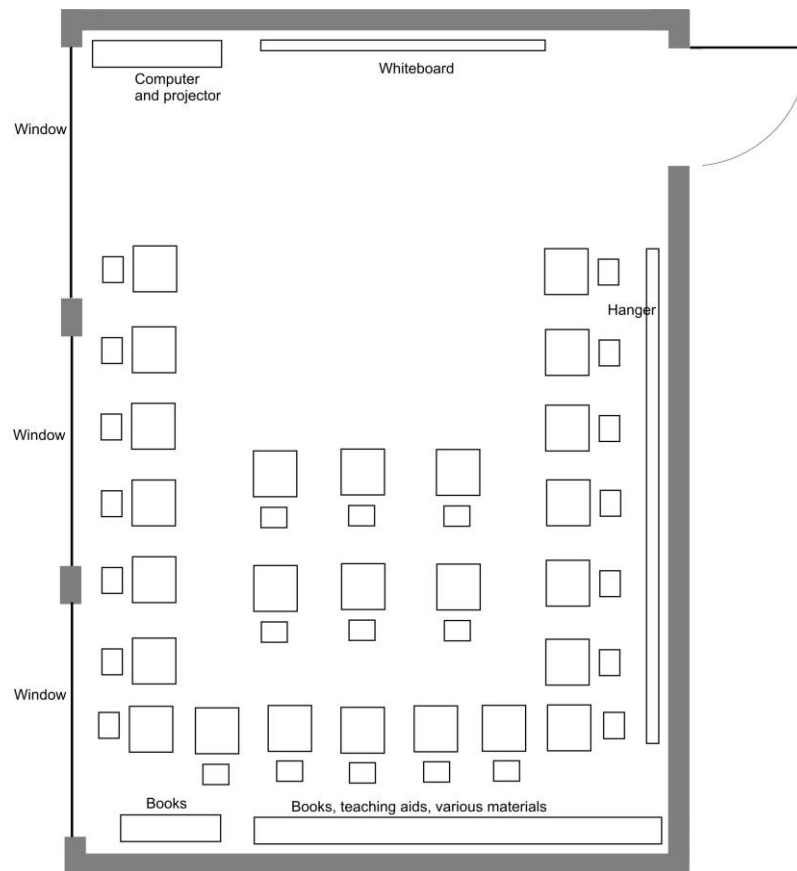 Computer
and projector
Whiteboard
Window
Hanger
Window
Window
Books
Books, teaching aids, various materials